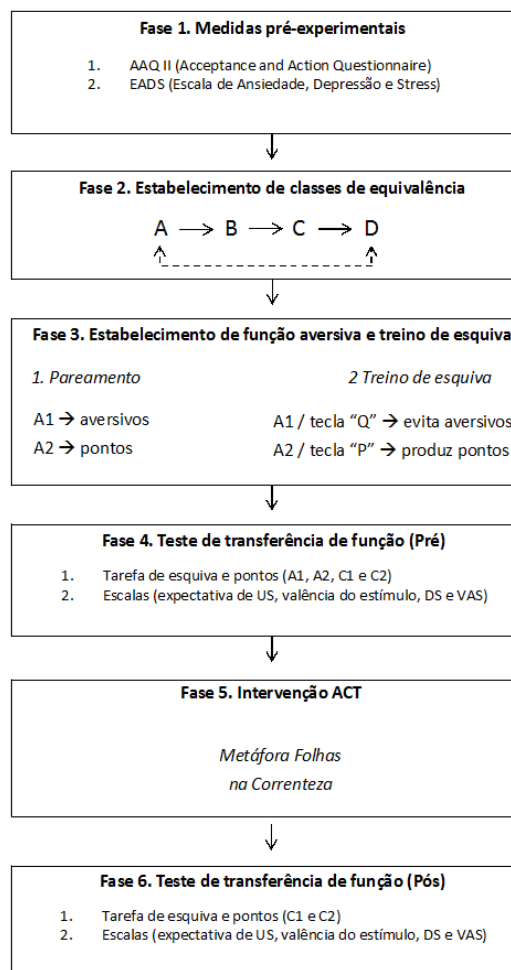 Fase 1. Medidas pré-experimentais
1. AAQ II (Acceptance and Action Questionnaire)
2. EADS (Escala de Ansiedade, Depressão e Stress)
Fase 2. Estabelecimento de classes de equivalência
A → B → C → D
Fase 3. Estabelecimento de função aversiva e treino de esquiva
1. Pareamento 2 Treino de esquiva
A1 → aversivos A1 / tecla “Q” → evita aversivos
A2 → pontos A2 / tecla “P” → produz pontos
Fase 4. Teste de transferência de função (Pré)
1. Tarefa de esquiva e pontos (A1, A2, C1 e C2)
2. Escalas (expectativa de US, valência do estímulo, DS e VAS)
Fase 5. Intervenção ACT
Metáfora Folhas
na Correnteza
Fase 6. Teste de transferência de função (Pós)
1. Tarefa de esquiva e pontos (C1 e C2)
2. Escalas (expectativa de US, valência do estímulo, DS e VAS)